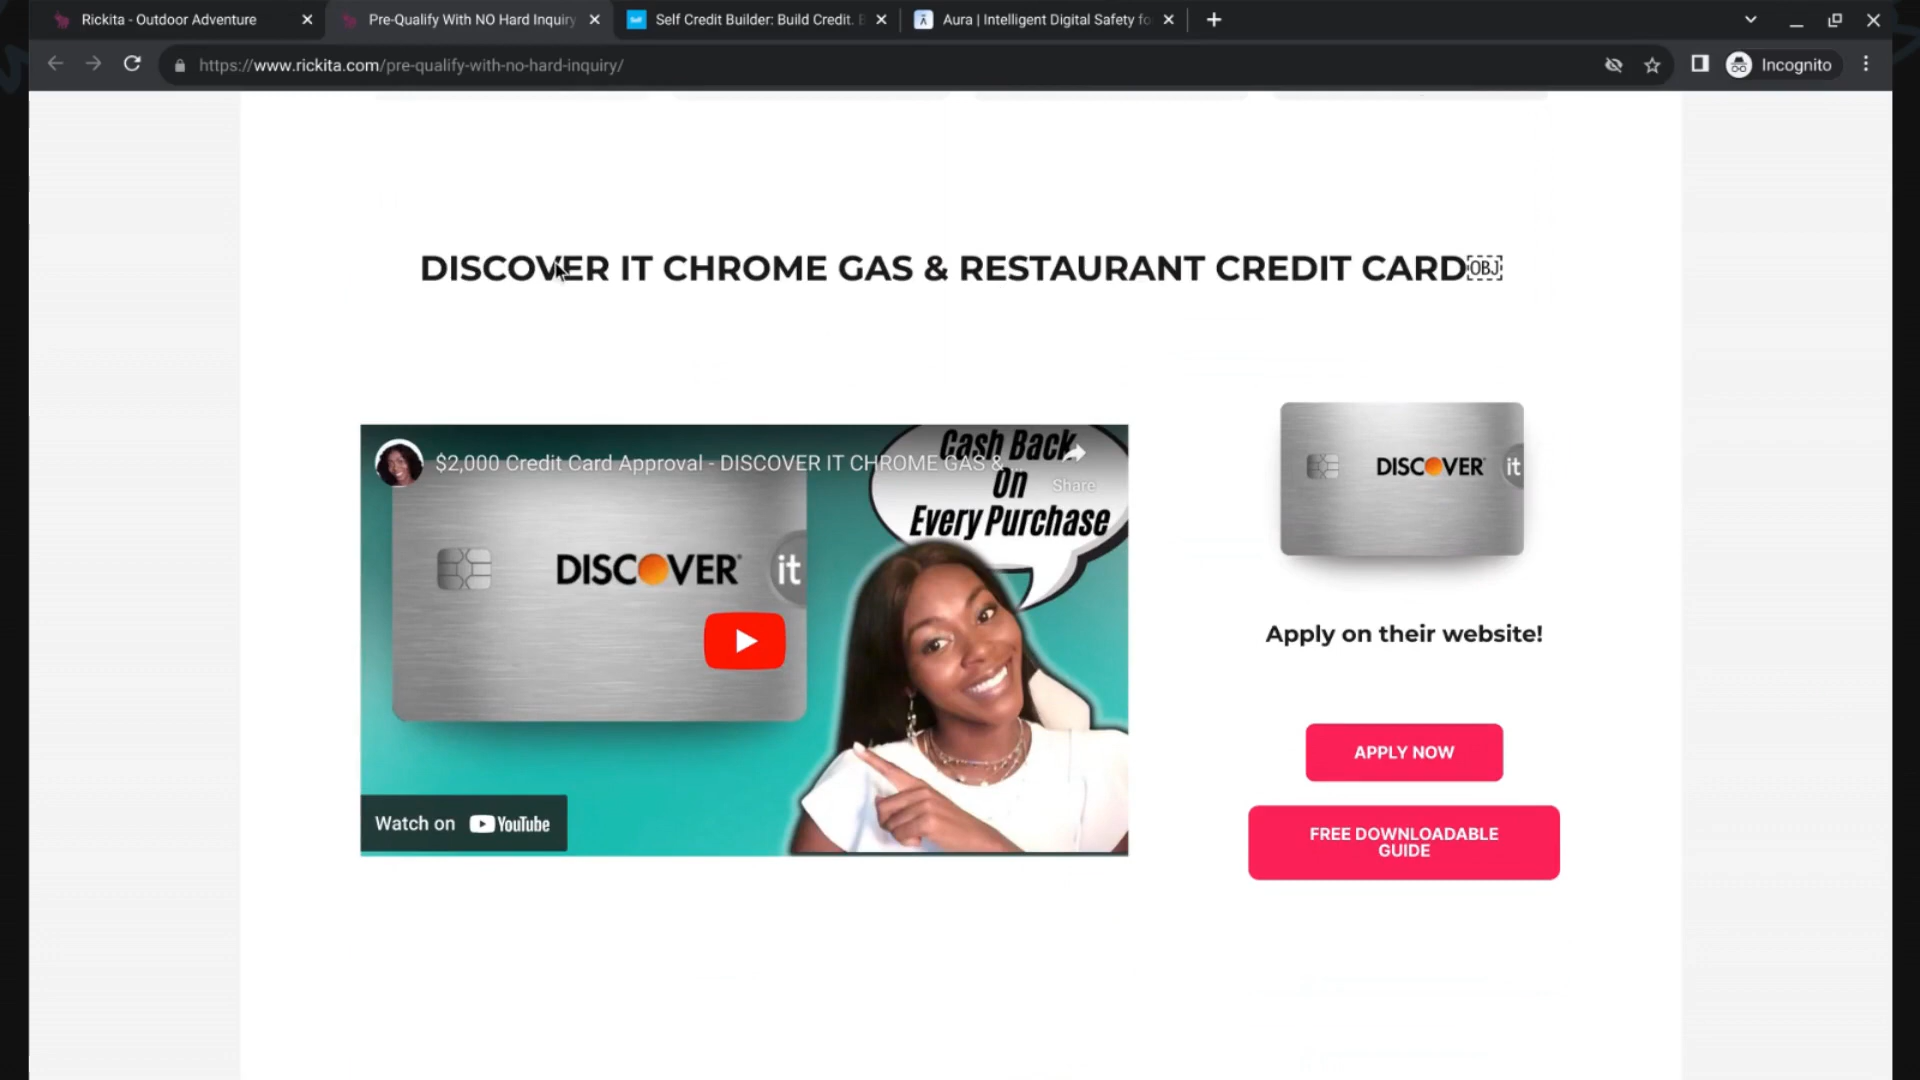 Rickita - Outdoor Adventure
Pre-Qualify With NO Hard Inquiry
Self Credit Builder: Build Credit.
Aura | Intelligent Digital Safety fo
https://www.rickita.com/pre-qualify-with-no-hard-inquiry/
Incognito
DISCOVER IT CHROME GAS & RESTAURANT CREDIT CARD￼
$2,000 Credit Card Approval - DISCOVER IT CHROME GAS & ...
Share
Cash Back
On
Every Purchase
DISCOVER it
Watch on YouTube
DISCOVER it
Apply on their website!
APPLY NOW
FREE DOWNLOADABLE
GUIDE